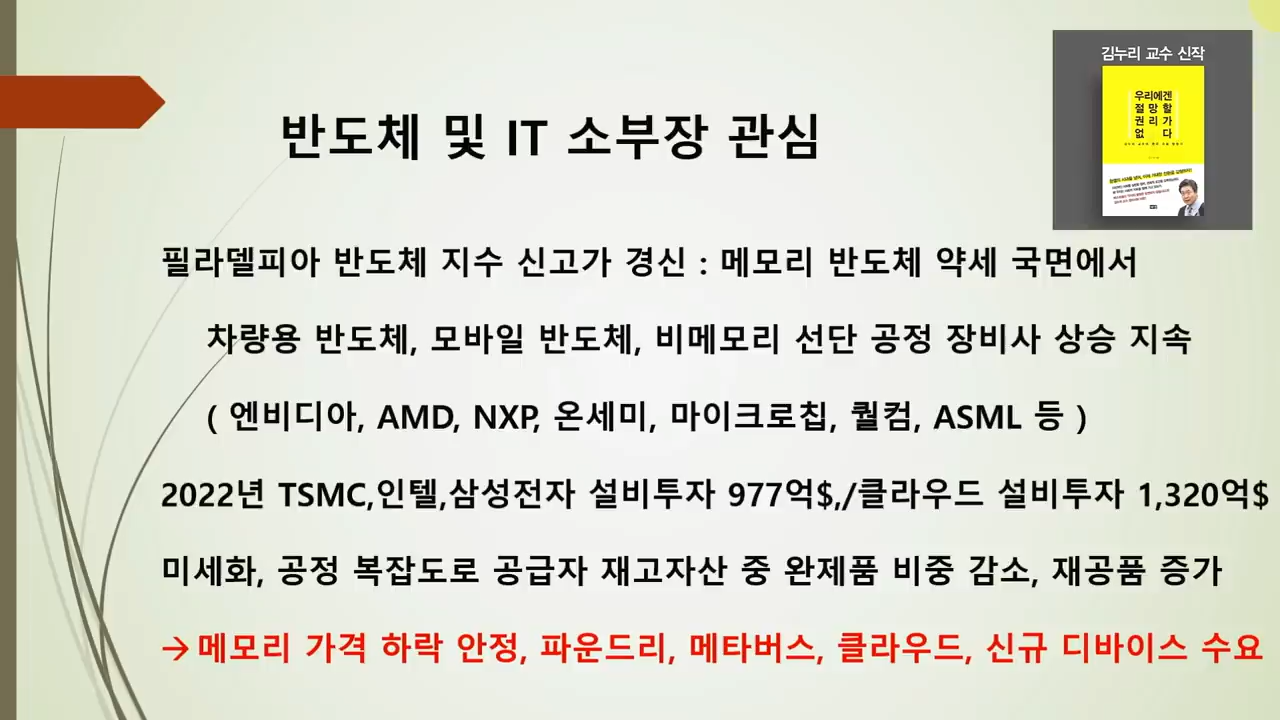 김누리 교수 신작
우리에겐
절망할
권리가
없다
반도체 및 IT 소부장 관심
필라델피아 반도체 지수 신고가 경신 : 메모리 반도체 약세 국면에서
차량용 반도체, 모바일 반도체, 비메모리 선단 공정 장비사 상승 지속
( 엔비디아, AMD, NXP, 온세미, 마이크로칩, 퀄컴, ASML 등 )
2022년 TSMC,인텔,삼성전자 설비투자 977억$,/클라우드 설비투자 1,320억$
미세화, 공정 복잡도로 공급자 재고자산 중 완제품 비중 감소, 재공품 증가
→메모리 가격 하락 안정, 파운드리, 메타버스, 클라우드, 신규 디바이스 수요